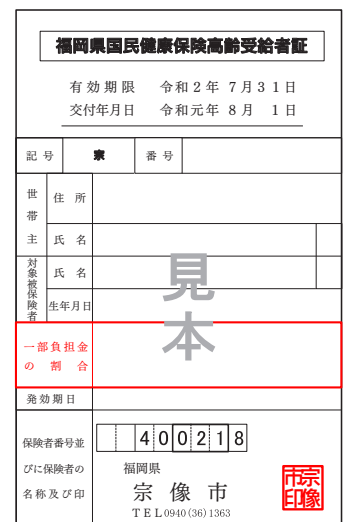 福岡県国民健康保険高齢受給者証
有効期限 令和2年7月31日
交付年月日 令和元年8月 1日
記号 宗 番号
世帯主 住所
氏名
対象被保険者 氏名
生年月日
一部負担金の割合
発効期日
見本
保険者番号並びに保険者の名称及び印
400218
福岡県
宗像市
TEL0940(36)1363
宗像市印